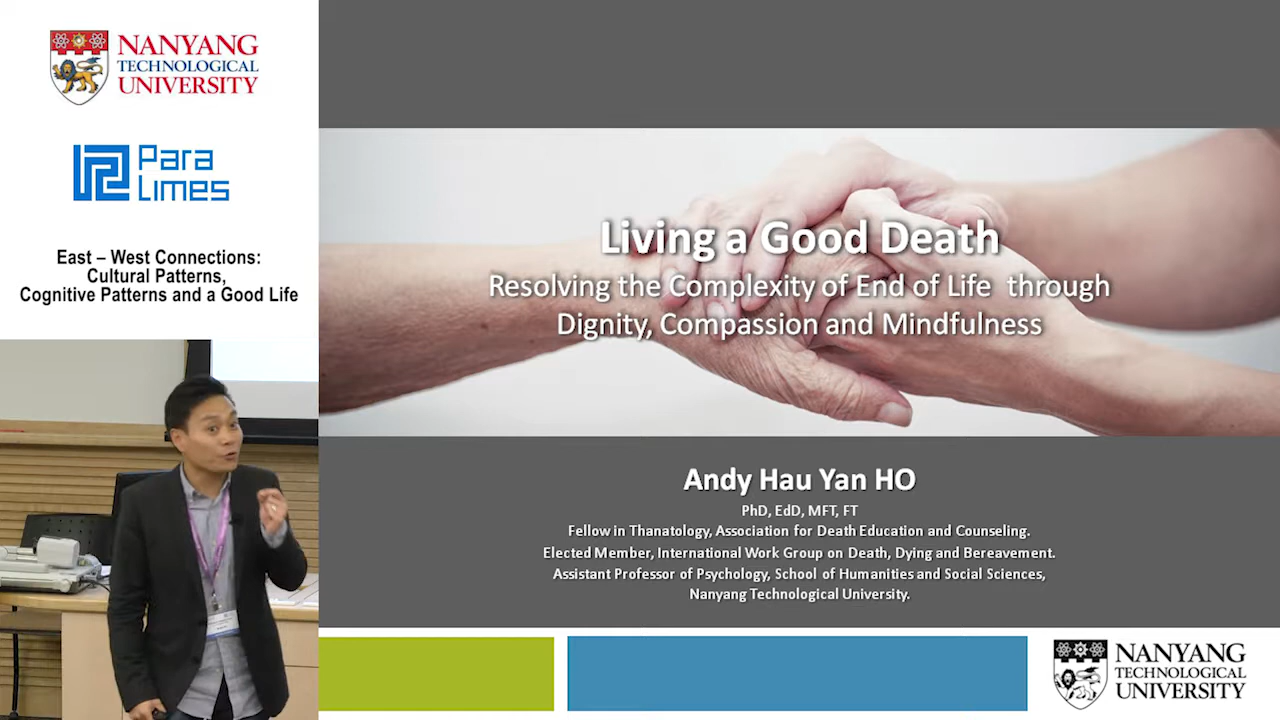 NANYANG
TECHNOLOGICAL
UNIVERSITY
Para
Limes
East – West Connections:
Cultural Patterns,
Cognitive Patterns and a Good Life
Living a Good Death
Resolving the Complexity of End of Life through
Dignity, Compassion and Mindfulness
Andy Hau Yan HO
PhD, EdD, MFT, FT
Fellow in Thanatology, Association for Death Education and Counseling.
Elected Member, International Work Group on Death, Dying and Bereavement.
Assistant Professor of Psychology, School of Humanities and Social Sciences,
Nanyang Technological University.
NANYANG
TECHNOLOGICAL
UNIVERSITY